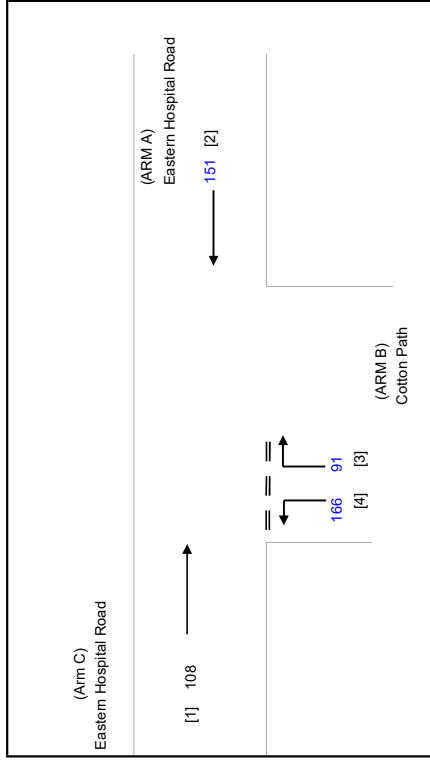 (Arm C)
Eastern Hospital Road
[1] 108
(ARM A)
Eastern Hospital Road
151 [2]
166
[4]
91
[3]
(ARM B)
Cotton Path